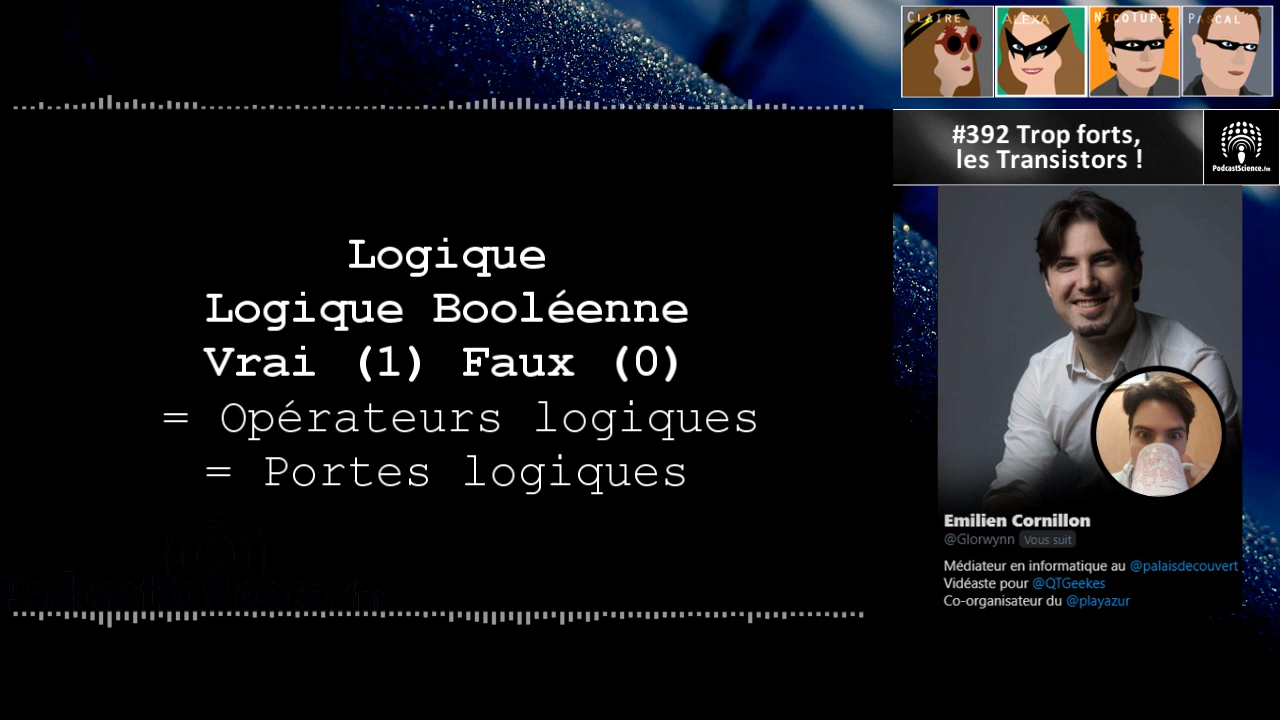 CLAIRE
ALEXA
NICOTUPE
PASCAL
#392 Trop forts,
les Transistors !
PodcastScience.fm
Logique
Logique Booléenne
Vrai (1) Faux (0)
= Opérateurs logiques
= Portes logiques
Emilien Cornillon
@Glorwynn Vous suit
Médiateur en informatique au @palaisdecouvert
Vidéaste pour @QTGeekes
Co-organisateur du @playazur